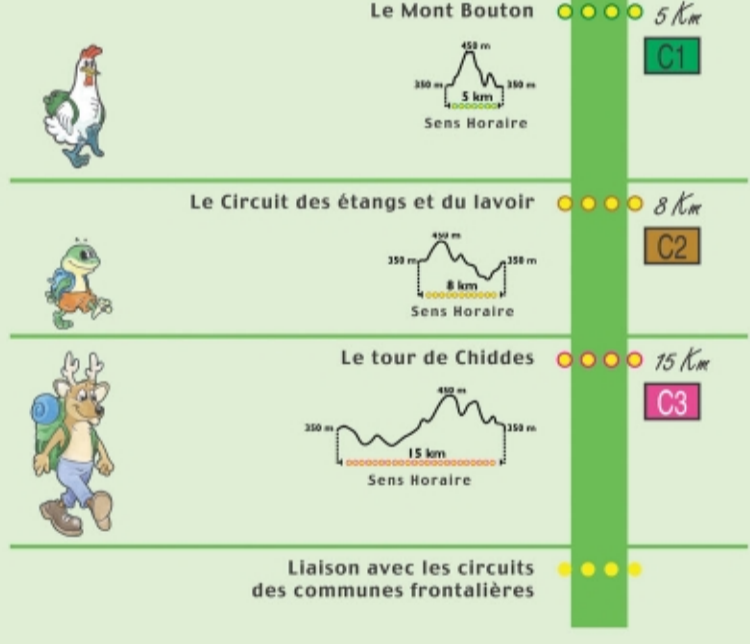 Le Mont Bouton 5 Km
C1
450 m
350 m 350 m
5 km
Sens Horaire
Le Circuit des étangs et du lavoir 8 Km
C2
450 m
350 m 350 m
8 km
Sens Horaire
Le tour de Chiddes 15 Km
C3
450 m
350 m 350 m
15 km
Sens Horaire
Liaison avec les circuits
des communes frontalières